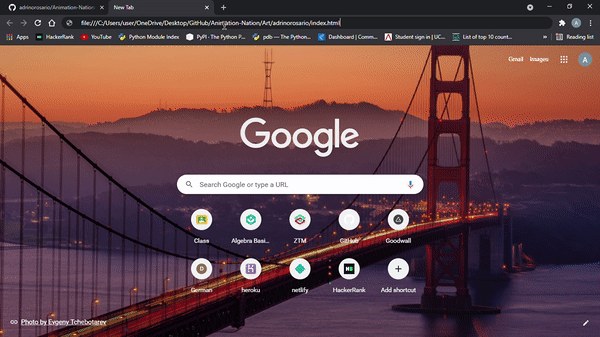 adrinorosario/Animation-Nation
New Tab
file:///C:/Users/user/OneDrive/Desktop/GitHub/Animation-Nation/Art/adrinorosario/index.html
Apps
HackerRank
YouTube
Python Module Index
PyPI · The Python P...
pdb — The Python...
Dashboard | Comm...
Student sign in | UC...
List of top 10 count...
»
Reading list
Gmail
Images
A
Google
Search Google or type a URL
Class
Algebra Basi...
ZTM
GitHub
Goodwall
D
German
heroku
netlify
HackerRank
Add shortcut
Photo by Evgeny Tchebotarev